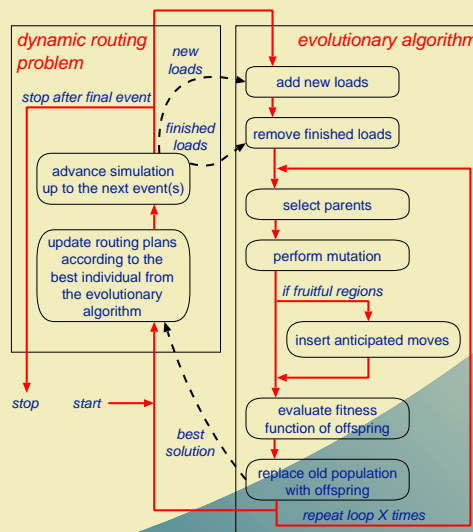 dynamic routing
problem
new
loads
stop after final event
finished
loads
advance simulation
up to the next event(s)
update routing plans
according to the
best individual from
the evolutionary
algorithm
stop
start
best
solution
evolutionary algorithm
add new loads
remove finished loads
select parents
perform mutation
if fruitful regions
insert anticipated moves
evaluate fitness
function of offspring
replace old population
with offspring
repeat loop X times